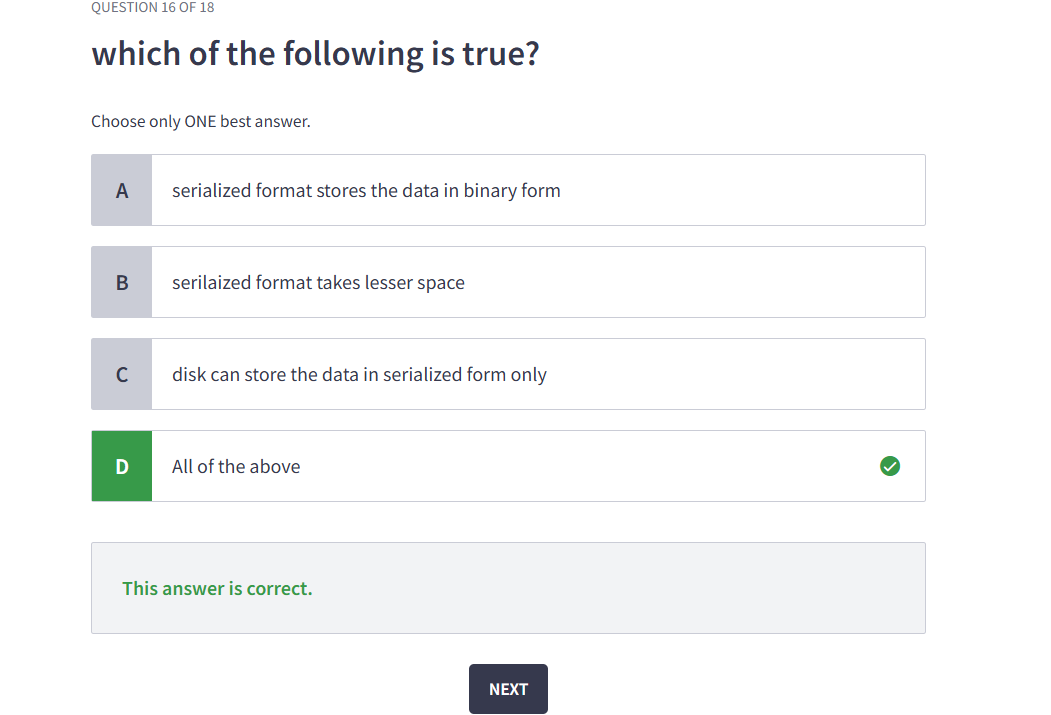 QUESTION 16 OF 18
which of the following is true?
Choose only ONE best answer.
A serialized format stores the data in binary form
B serilaized format takes lesser space
C disk can store the data in serialized form only
D All of the above
This answer is correct.
NEXT